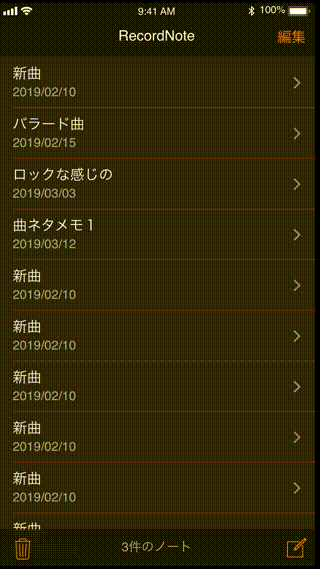 9:41 AM
100%
RecordNote
編集
新曲
2019/02/10
バラード曲
2019/02/15
ロックな感じの
2019/03/03
曲ネタメモ1
2019/03/12
新曲
2019/02/10
新曲
2019/02/10
新曲
2019/02/10
新曲
2019/02/10
新曲
2019/02/10
新曲
3件のノート